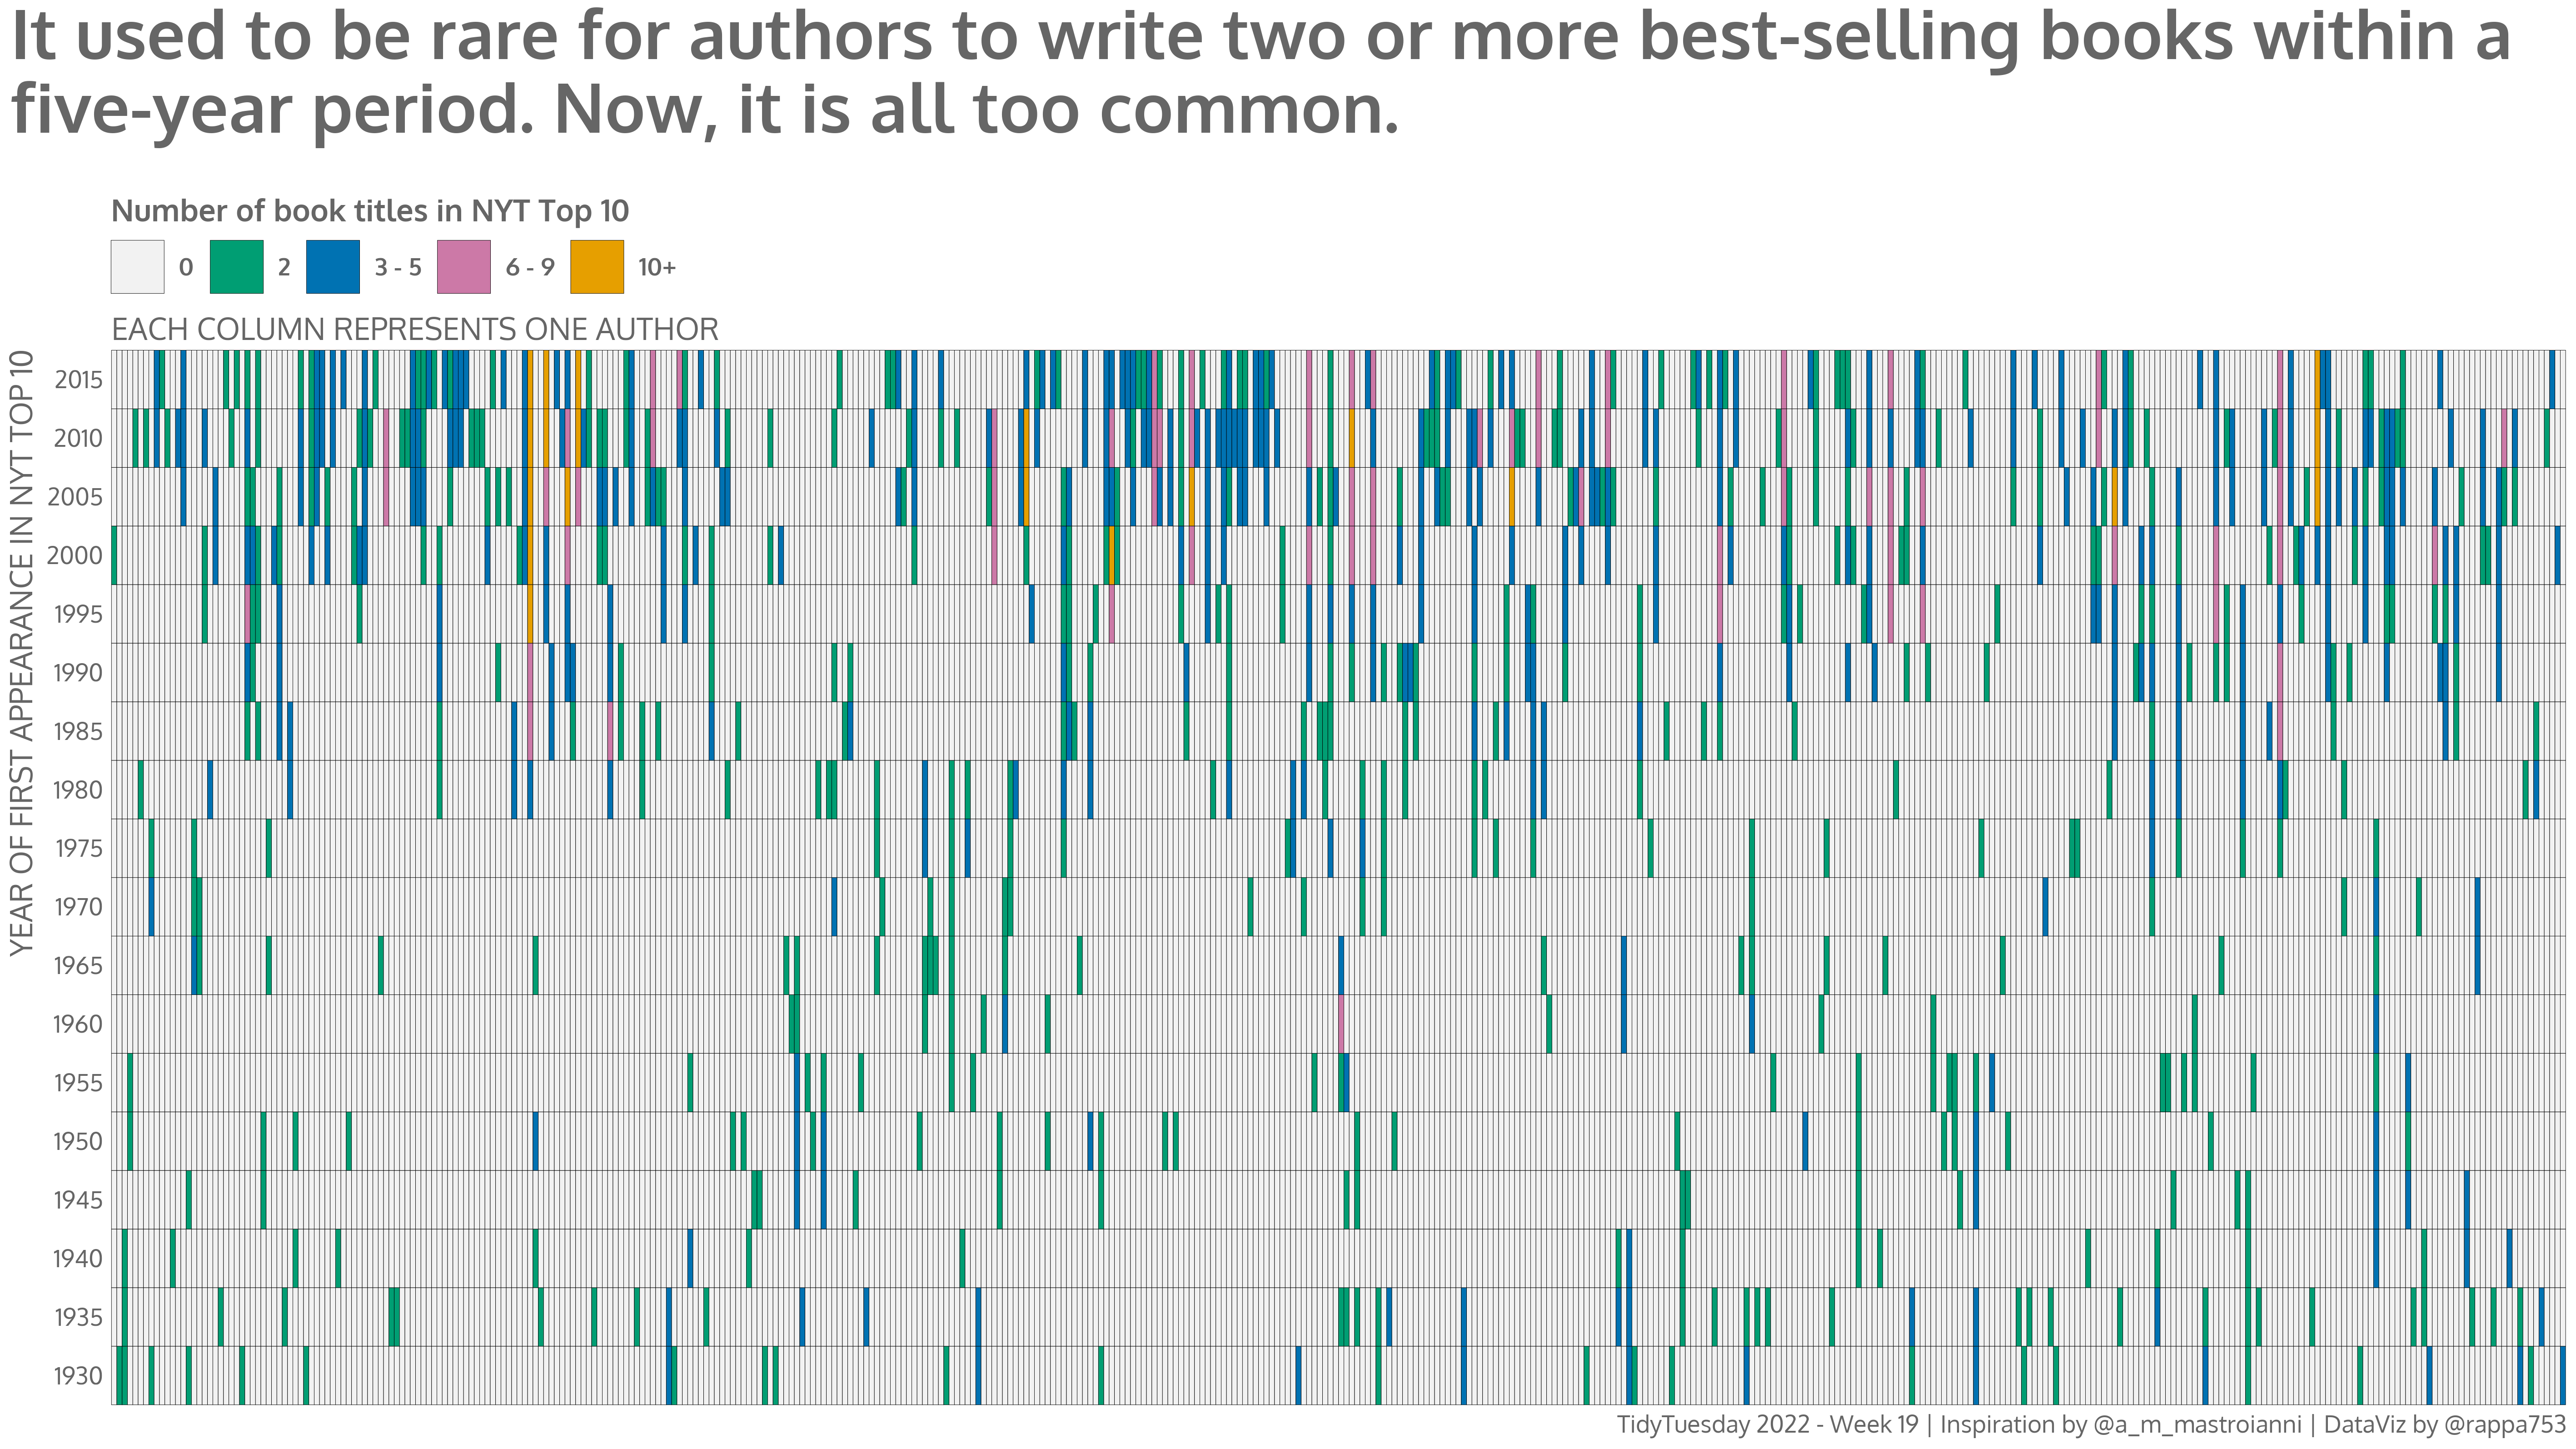 It used to be rare for authors to write two or more best-selling books within a
five-year period. Now, it is all too common.
Number of book titles in NYT Top 10
0 2 3 - 5 6 - 9 10+
EACH COLUMN REPRESENTS ONE AUTHOR
YEAR OF FIRST APPEARANCE IN NYT TOP 10
2015
2010
2005
2000
1995
1990
1985
1980
1975
1970
1965
1960
1955
1950
1945
1940
1935
1930
TidyTuesday 2022 - Week 19 | Inspiration by @a_m_mastroianni | DataViz by @rappa753